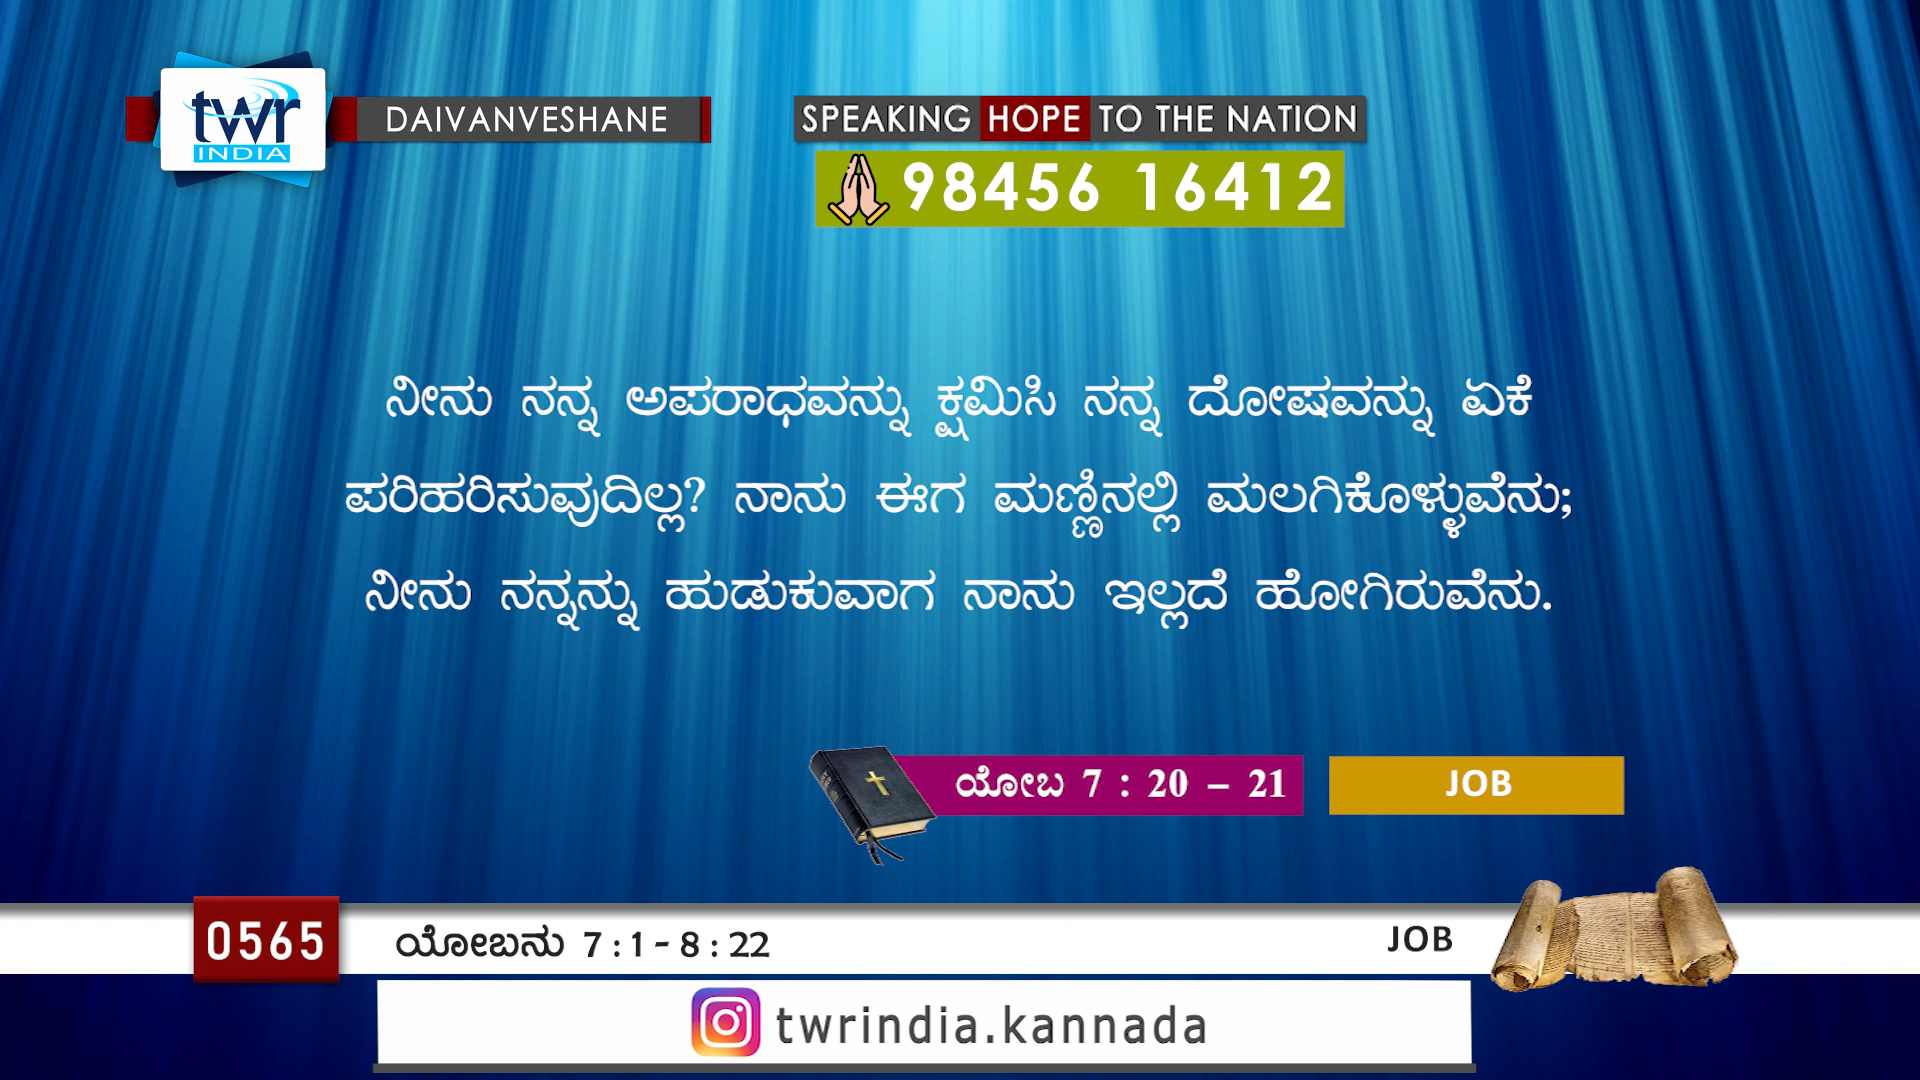 twr
INDIA
DAIVANVESHANE
SPEAKING HOPE TO THE NATION
98456 16412
ನೀನು ನನ್ನ ಅಪರಾಧವನ್ನು ಕ್ಷಮಿಸಿ ನನ್ನ ದೋಷವನ್ನು ಏಕೆ
ಪರಿಹರಿಸುವುದಿಲ್ಲ? ನಾನು ಈಗ ಮಣ್ಣಿನಲ್ಲಿ ಮಲಗಿಕೊಳ್ಳುವೆನು;
ನೀನು ನನ್ನನ್ನು ಹುಡುಕುವಾಗ ನಾನು ಇಲ್ಲದೆ ಹೋಗಿರುವೆನು.
ಯೋಬ 7 : 20 – 21
JOB
0565
ಯೋಬನು 7 : 1 - 8 : 22
JOB
twrindia.kannada